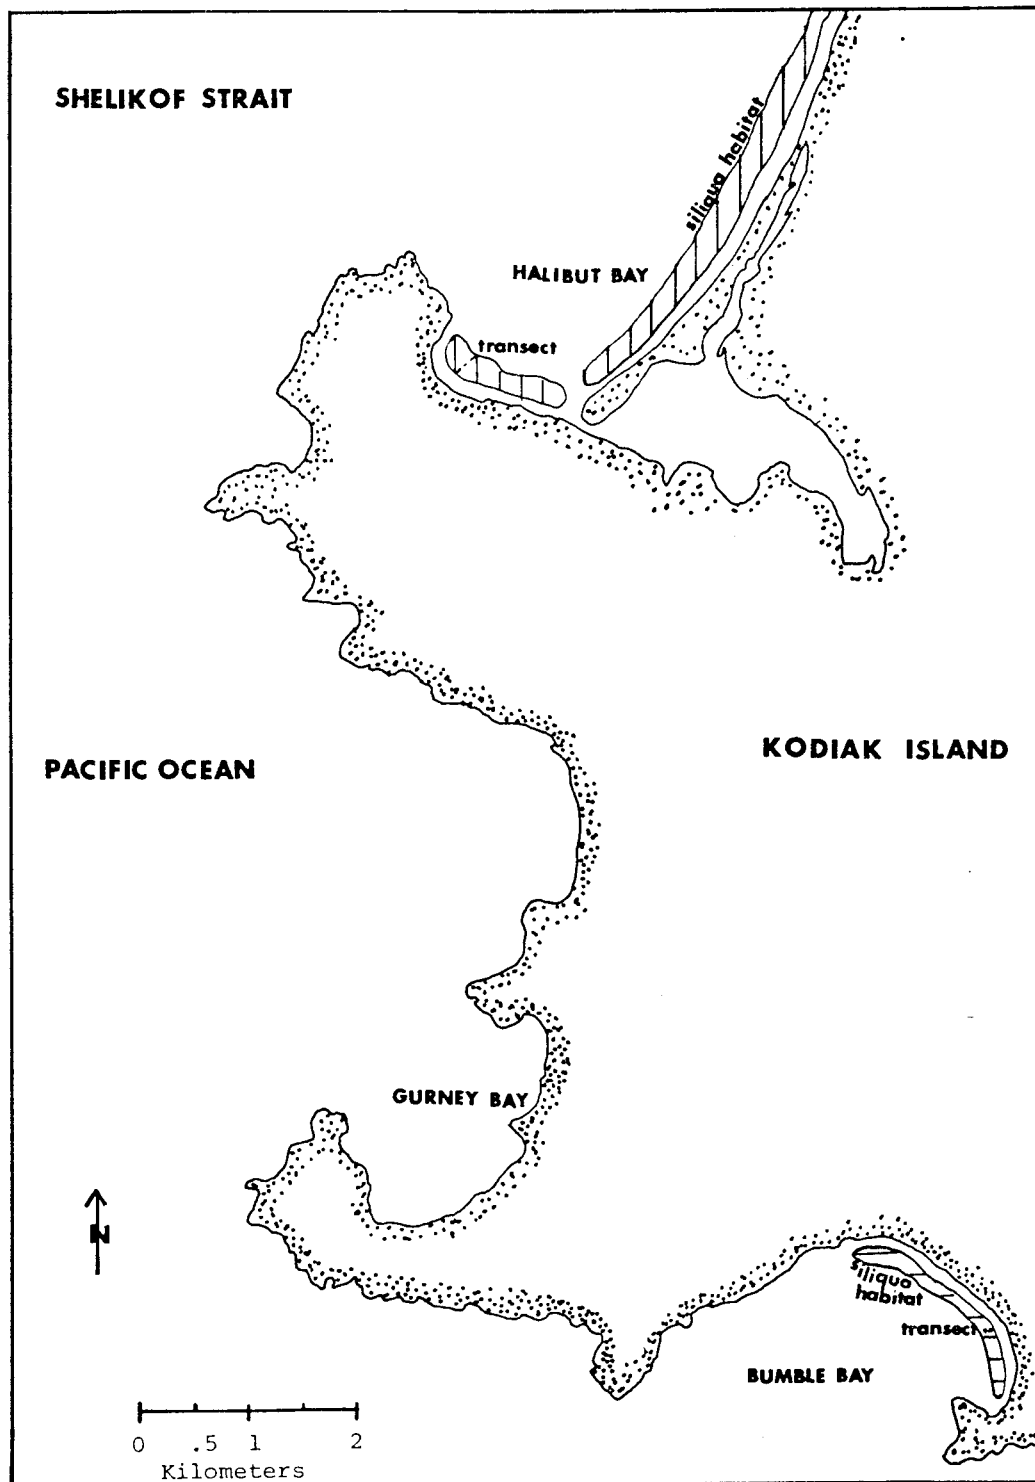 SHELIKOF STRAIT
siliqua habitat
HALIBUT BAY
transect
KODIAK ISLAND
PACIFIC OCEAN
GURNEY BAY
N
siliqua
habitat
transect
BUMBLE BAY
0 .5 1 2
Kilometers